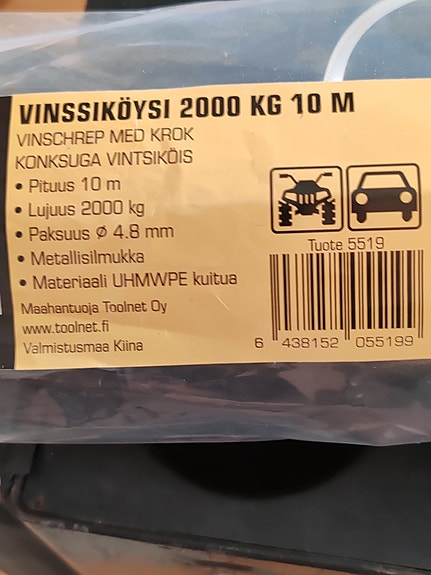 VINSSIKÖYSI 2000 KG 10 M
VINSCHREP MED KROK
KONKSUGA VINTSIKÖIS
• Pituus 10 m
• Lujuus 2000 kg
• Paksuus Ø 4.8 mm
• Metallisilmukka
• Materiaali UHMWPE kuitua
Maahantuoja Toolnet Oy
www.toolnet.fi
Valmistusmaa Kiina
Tuote 5519
6 438152 055199